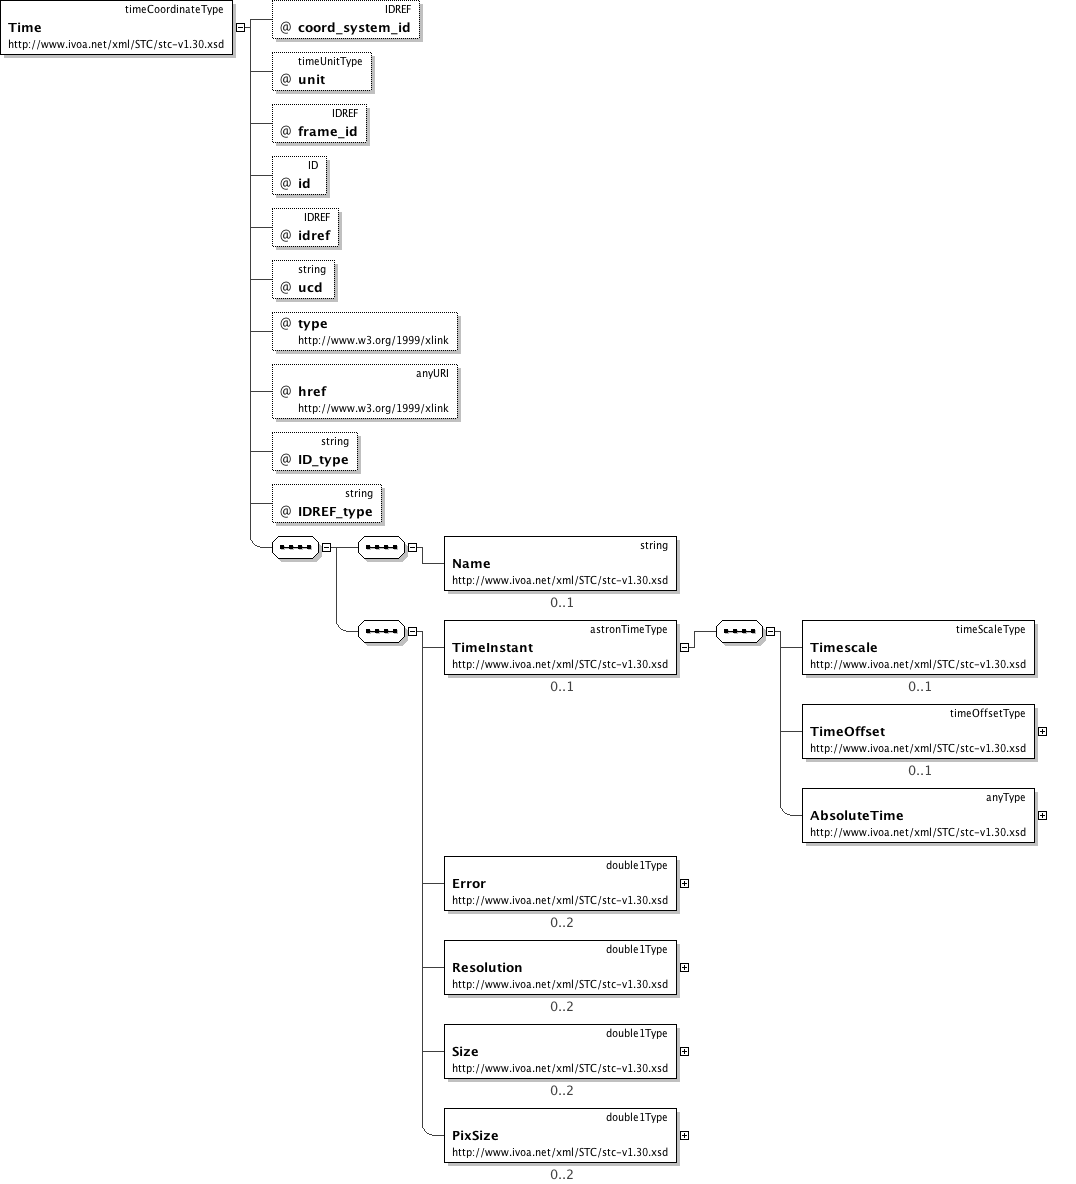 timeCoordinateType
Time
http://www.ivoa.net/xml/STC/stc-v1.30.xsd
IDREF
@ coord_system_id
timeUnitType
@ unit
IDREF
@ frame_id
ID
@ id
IDREF
@ idref
string
@ ucd
@ type
http://www.w3.org/1999/xlink
anyURI
@ href
http://www.w3.org/1999/xlink
string
@ ID_type
string
@ IDREF_type
string
Name
http://www.ivoa.net/xml/STC/stc-v1.30.xsd
0..1
astronTimeType
TimeInstant
http://www.ivoa.net/xml/STC/stc-v1.30.xsd
0..1
timeScaleType
Timescale
http://www.ivoa.net/xml/STC/stc-v1.30.xsd
0..1
timeOffsetType
TimeOffset
http://www.ivoa.net/xml/STC/stc-v1.30.xsd
0..1
anyType
AbsoluteTime
http://www.ivoa.net/xml/STC/stc-v1.30.xsd
double1Type
Error
http://www.ivoa.net/xml/STC/stc-v1.30.xsd
0..2
double1Type
Resolution
http://www.ivoa.net/xml/STC/stc-v1.30.xsd
0..2
double1Type
Size
http://www.ivoa.net/xml/STC/stc-v1.30.xsd
0..2
double1Type
PixSize
http://www.ivoa.net/xml/STC/stc-v1.30.xsd
0..2